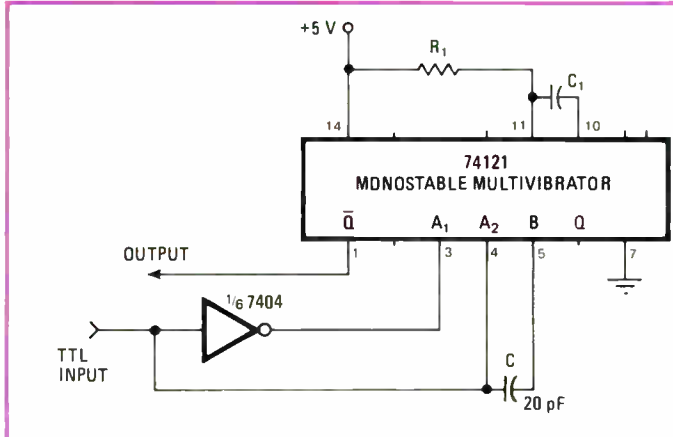 +5 V
R₁
C₁
14
11
10
74121
MDNOSTABLE MULTIVIBRATOR
Q̅ A₁ A₂ B Q
1 3 4 5 7
OUTPUT
1/6 7404
TTL
INPUT
C
20 pF